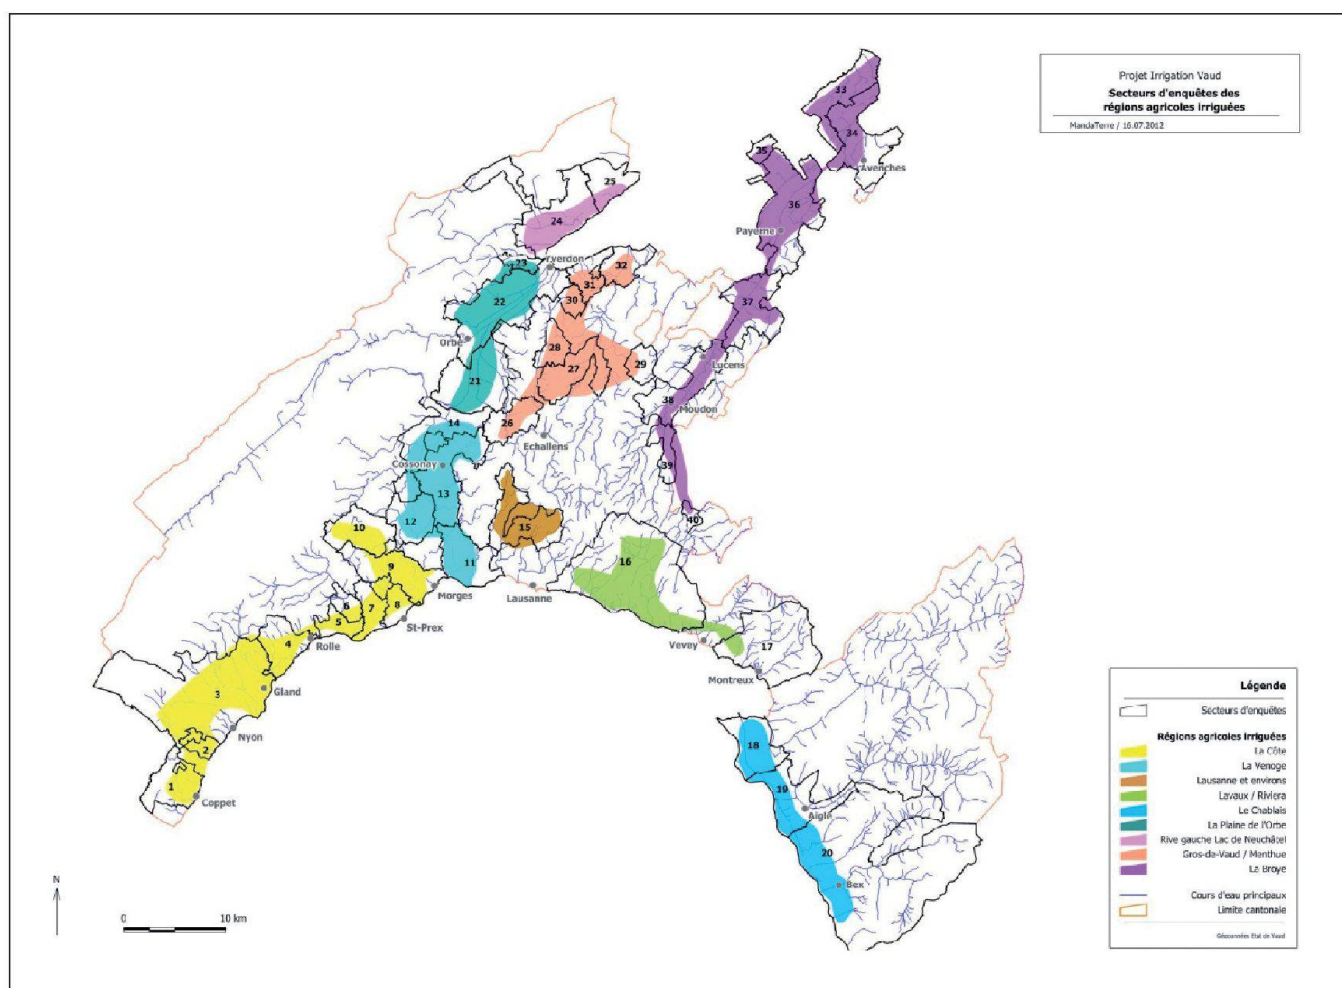 Projet Irrigation Vaud
Secteurs d'enquêtes des
régions agricoles irriguées
MandaTerre / 16.07.2012
33
34
35
Avenches
36
Payerne
25
24
23
Yverdon
32
31
30
22
37
Orbe
28
27
29
Lucens
21
38
Moudon
26
14
Echallens
Cossonay
39
13
12
15
40
10
11
16
9
Morges
Lausanne
6
7
8
5
St-Prex
4
Rolle
Vevey
17
3
Gland
Montreux
Nyon
2
18
1
Coppet
19
Aigle
20
Bex
N
0
10 km
Légende
Secteurs d'enquêtes
Régions agricoles irriguées
La Côte
La Venoge
Lausanne et environs
Lavaux / Riviera
Le Chablais
La Plaine de l'Orbe
Rive gauche Lac de Neuchâtel
Gros-de-Vaud / Menthue
La Broye
Cours d'eau principaux
Limite cantonale
Géodonnées Etat de Vaud